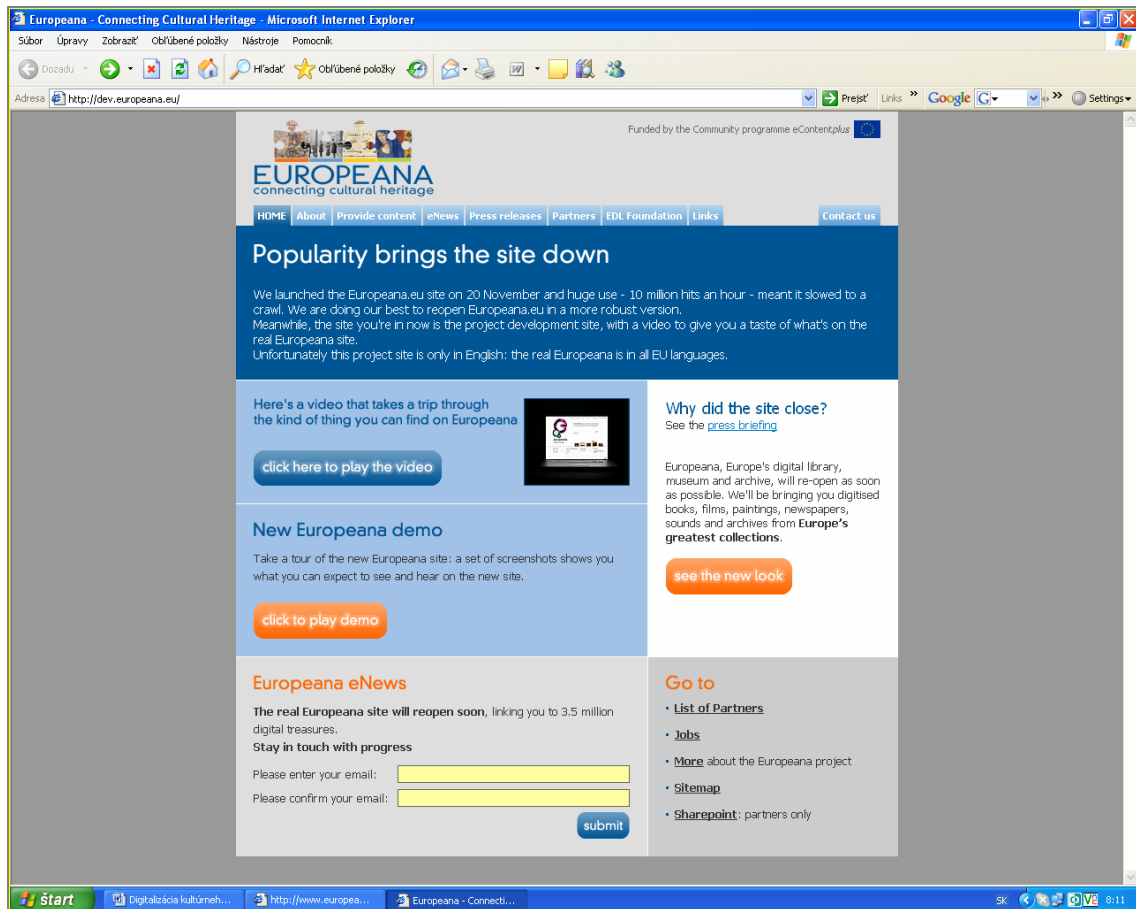 Europeana - Connecting Cultural Heritage - Microsoft Internet Explorer
Súbor Úpravy Zobraziť Obľúbené položky Nástroje Pomocník
Dozadu Hľadať Obľúbené položky
Adresa http://dev.europeana.eu/ Prejsť Links » Google G Settings
Funded by the Community programme eContentplus
EUROPEANA
connecting cultural heritage
HOME About Provide content eNews Press releases Partners EDL Foundation Links Contact us
Popularity brings the site down
We launched the Europeana.eu site on 20 November and huge use - 10 million hits an hour - meant it slowed to a
crawl. We are doing our best to reopen Europeana.eu in a more robust version.
Meanwhile, the site you're in now is the project development site, with a video to give you a taste of what's on the
real Europeana site.
Unfortunately this project site is only in English: the real Europeana is in all EU languages.
Here's a video that takes a trip through
the kind of thing you can find on Europeana
click here to play the video
New Europeana demo
Take a tour of the new Europeana site: a set of screenshots shows you
what you can expect to see and hear on the new site.
click to play demo
Why did the site close?
See the press briefing
Europeana, Europe's digital library,
museum and archive, will re-open as soon
as possible. We'll be bringing you digitised
books, films, paintings, newspapers,
sounds and archives from Europe's
greatest collections.
see the new look
Europeana eNews
The real Europeana site will reopen soon, linking you to 3.5 million
digital treasures.
Stay in touch with progress
Please enter your email:
Please confirm your email:
submit
Go to
• List of Partners
• Jobs
• More about the Europeana project
• Sitemap
• Sharepoint: partners only
štart Digitalizácia kultúrneh... http://www.europea... Europeana - Connecti... SK 8:11